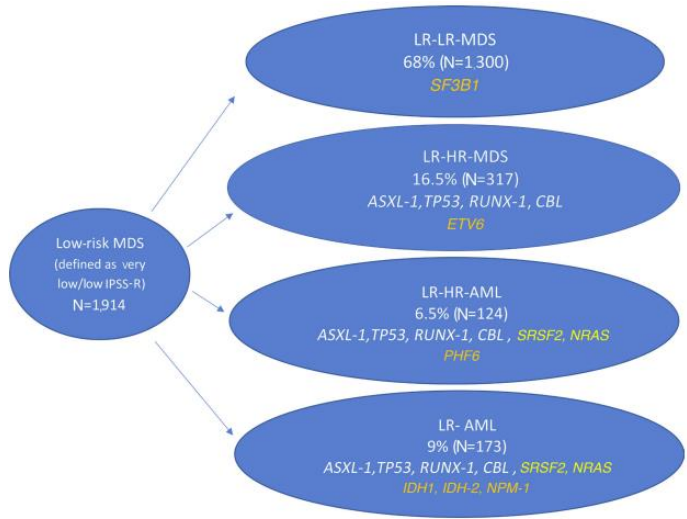 LR-LR-MDS
68% (N=1,300)
SF3B1
LR-HR-MDS
16.5% (N=317)
ASXL-1,TP53, RUNX-1, CBL
ETV6
Low-risk MDS
(defined as very
low/low IPSS-R)
N=1,914
LR-HR-AML
6.5% (N=124)
ASXL-1,TP53, RUNX-1, CBL , SRSF2, NRAS
PHF6
LR- AML
9% (N=173)
ASXL-1,TP53, RUNX-1, CBL , SRSF2, NRAS
IDH1, IDH-2, NPM-1